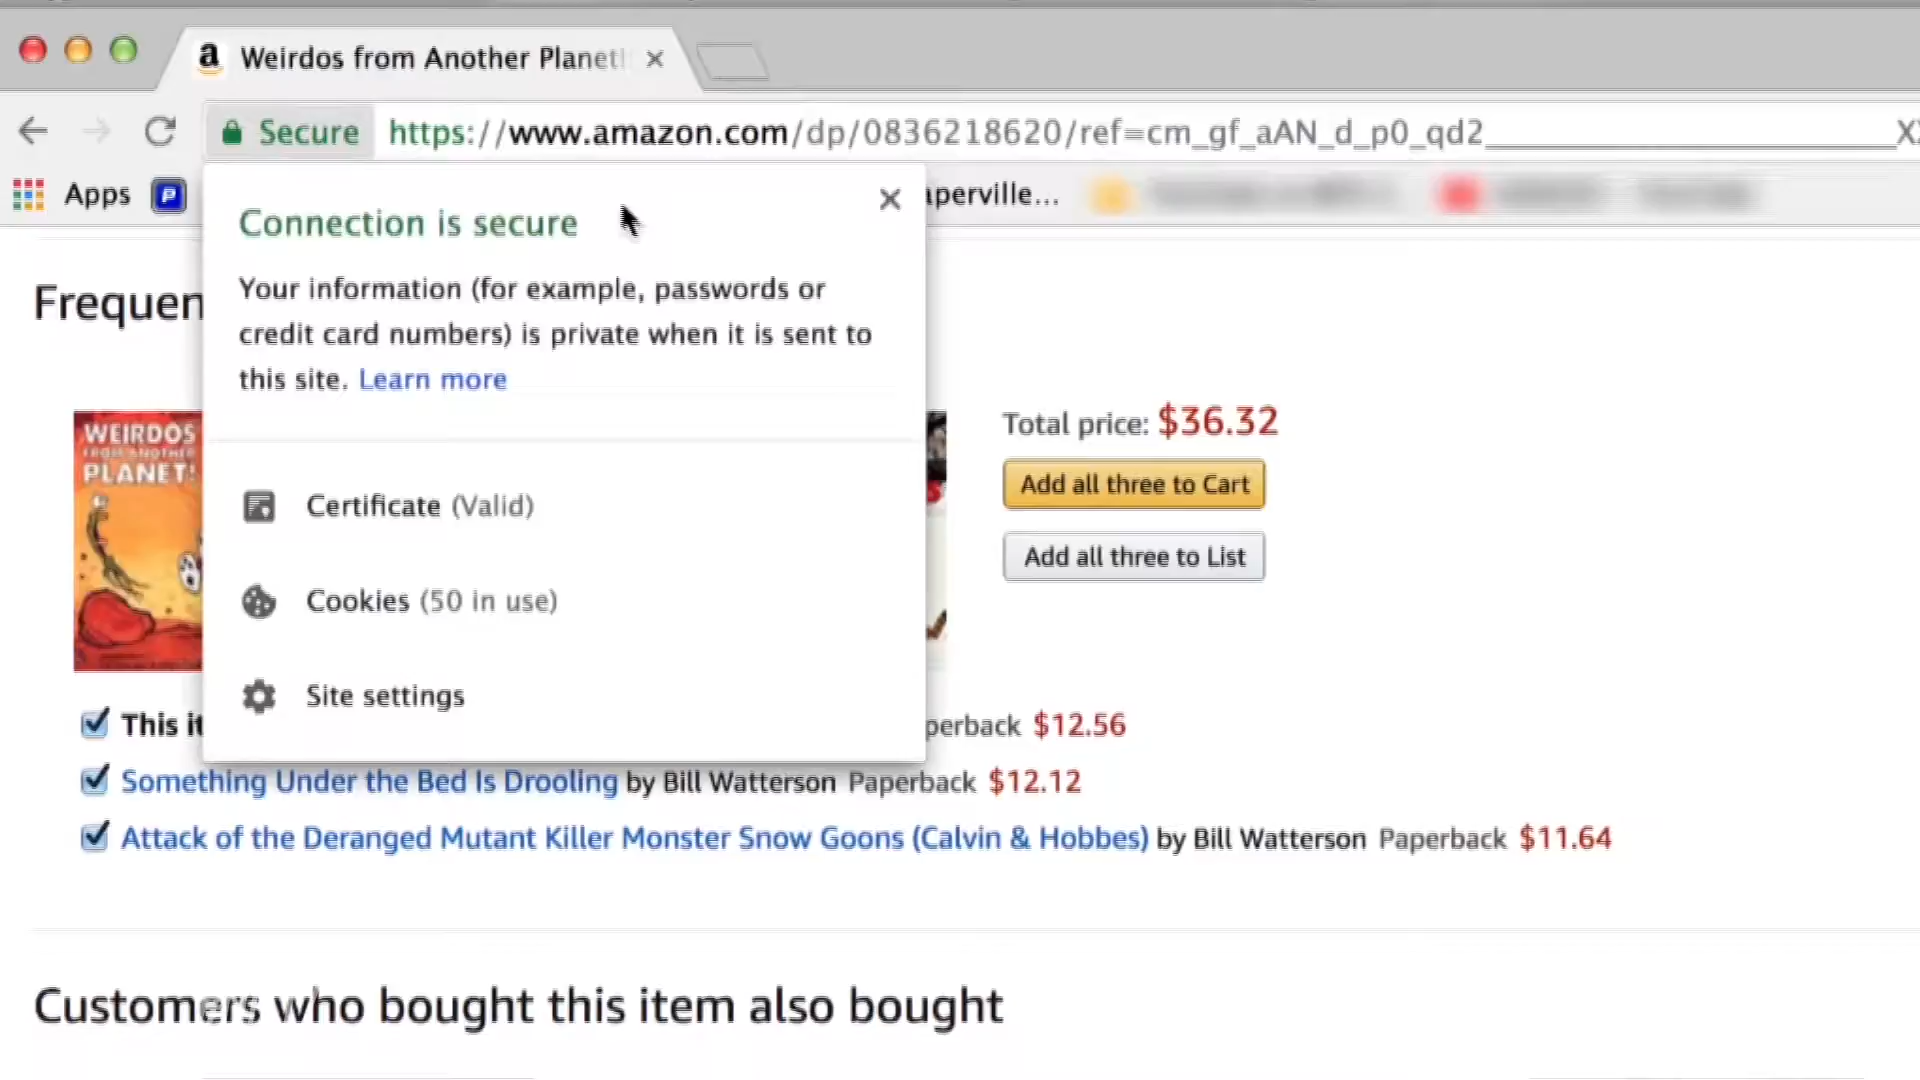 Weirdos from Another Planet!
Secure https://www.amazon.com/dp/0836218620/ref=cm_gf_aAN_d_p0_qd2
Apps
aperville...
Connection is secure
Your information (for example, passwords or
credit card numbers) is private when it is sent to
this site. Learn more
Frequen
WEIRDOS
FROM ANOTHER
PLANET!
Total price: $36.32
Add all three to Cart
Add all three to List
Certificate (Valid)
Cookies (50 in use)
Site settings
This it
perback $12.56
Something Under the Bed Is Drooling by Bill Watterson Paperback $12.12
Attack of the Deranged Mutant Killer Monster Snow Goons (Calvin & Hobbes) by Bill Watterson Paperback $11.64
Customers who bought this item also bought